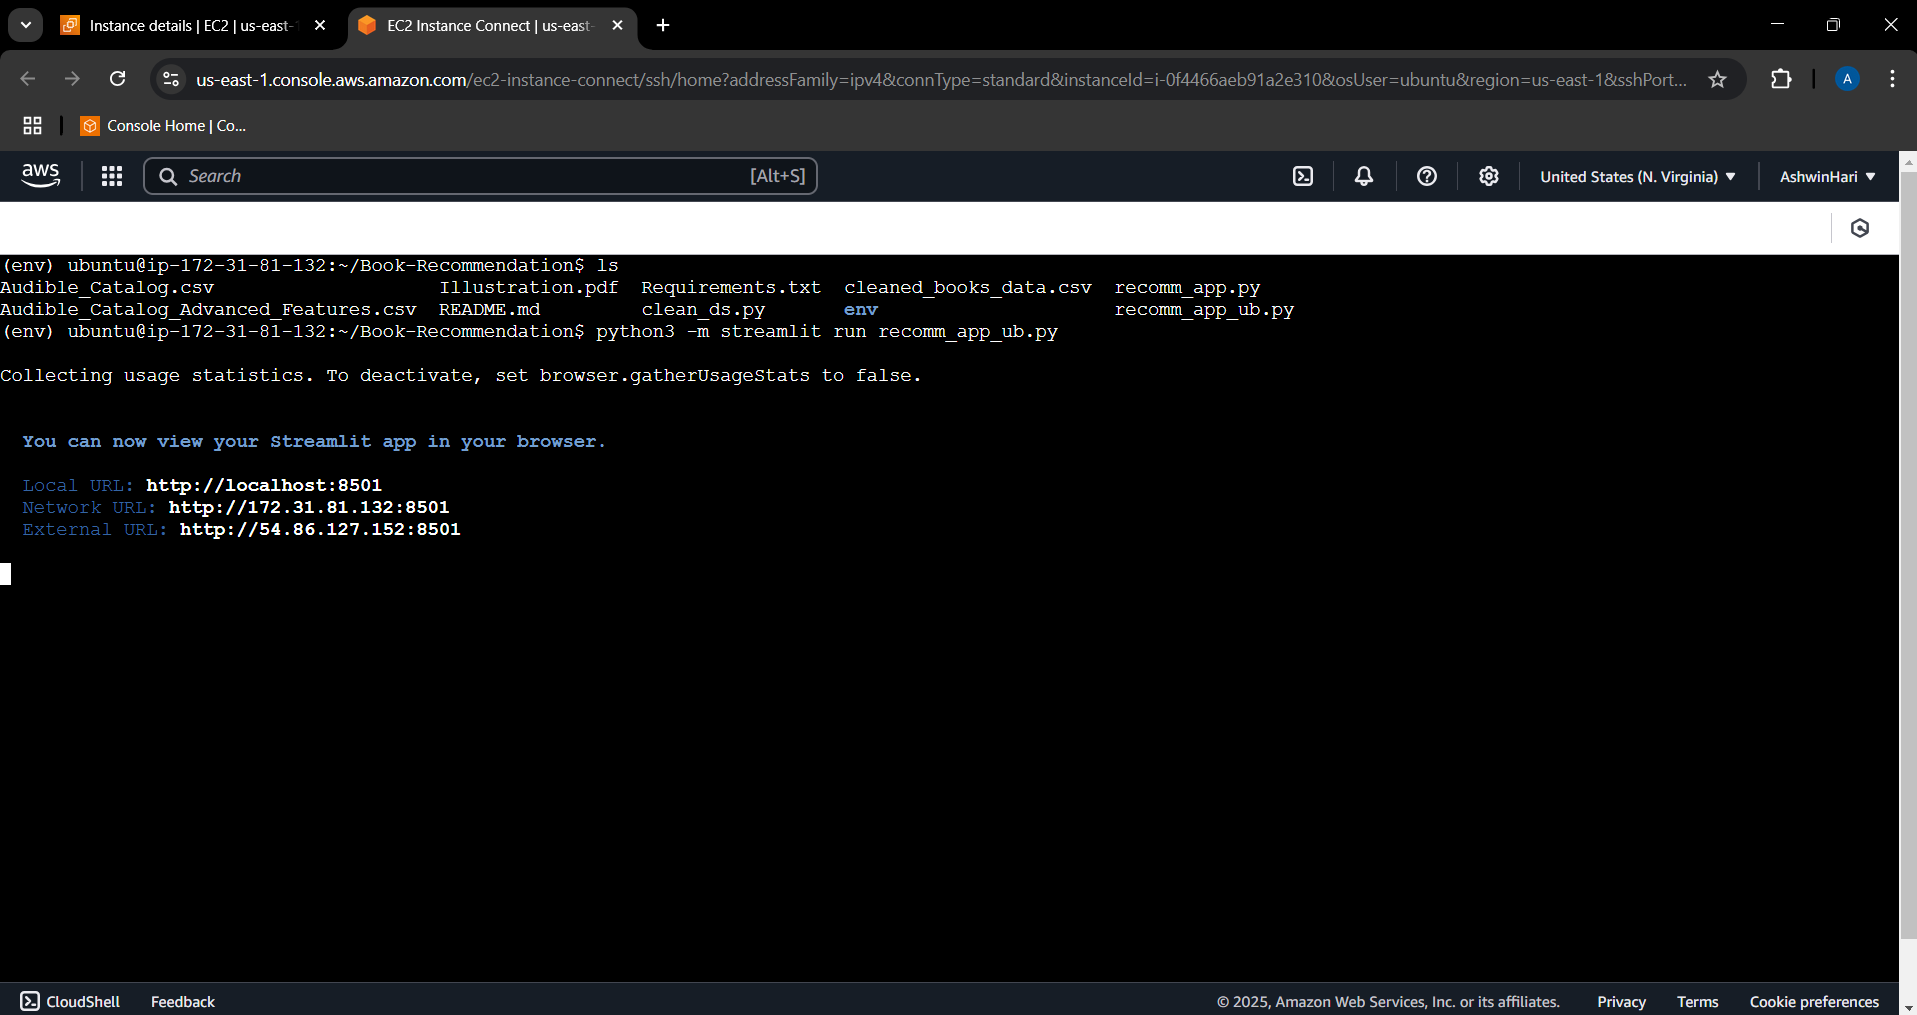 Instance details | EC2 | us-east-
EC2 Instance Connect | us-east-
us-east-1.console.aws.amazon.com/ec2-instance-connect/ssh/home?addressFamily=ipv4&connType=standard&instanceId=i-0f4466aeb91a2e310&osUser=ubuntu&region=us-east-1&sshPort...
A
Console Home | Co...
aws
Search
[Alt+S]
United States (N. Virginia)
AshwinHari
(env) ubuntu@ip-172-31-81-132:~/Book-Recommendation$ ls
Audible_Catalog.csv Illustration.pdf Requirements.txt cleaned_books_data.csv recomm_app.py
Audible_Catalog_Advanced_Features.csv README.md clean_ds.py env recomm_app_ub.py
(env) ubuntu@ip-172-31-81-132:~/Book-Recommendation$ python3 -m streamlit run recomm_app_ub.py
Collecting usage statistics. To deactivate, set browser.gatherUsageStats to false.
You can now view your Streamlit app in your browser.
Local URL: http://localhost:8501
Network URL: http://172.31.81.132:8501
External URL: http://54.86.127.152:8501
CloudShell
Feedback
© 2025, Amazon Web Services, Inc. or its affiliates.
Privacy
Terms
Cookie preferences